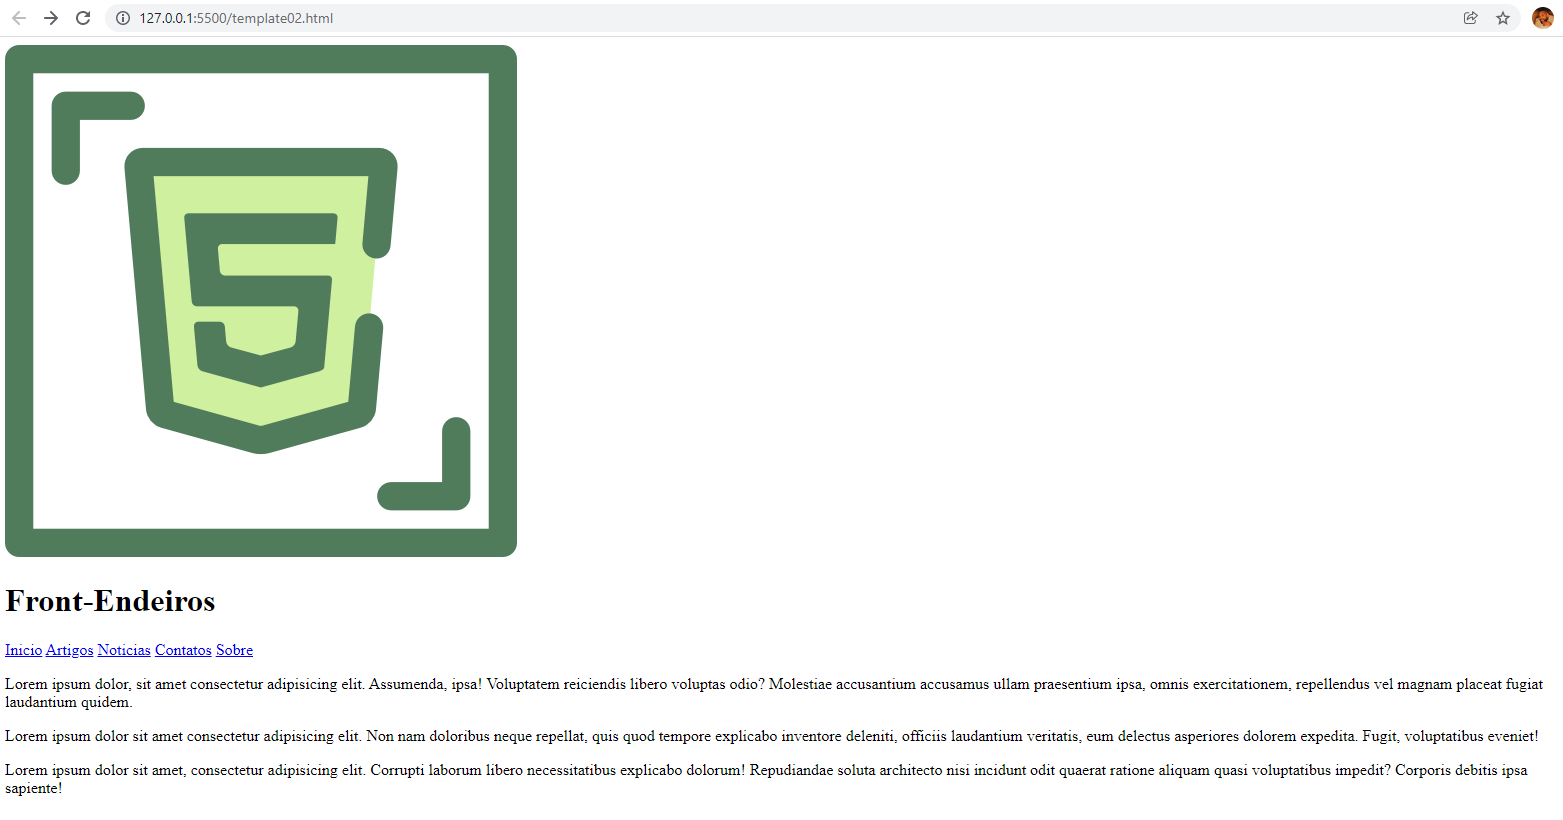 127.0.0.1:5500/template02.html
5
Front-Endeiros
Inicio Artigos Noticias Contatos Sobre
Lorem ipsum dolor, sit amet consectetur adipisicing elit. Assumenda, ipsa! Voluptatem reiciendis libero voluptas odio? Molestiae accusantium accusamus ullam praesentium ipsa, omnis exercitationem, repellendus vel magnam placeat fugiat
laudantium quidem.
Lorem ipsum dolor sit amet consectetur adipisicing elit. Non nam doloribus neque repellat, quis quod tempore explicabo inventore deleniti, officiis laudantium veritatis, eum delectus asperiores dolorem expedita. Fugit, voluptatibus eveniet!
Lorem ipsum dolor sit amet, consectetur adipisicing elit. Corrupti laborum libero necessitatibus explicabo dolorum! Repudiandae soluta architecto nisi incidunt odit quaerat ratione aliquam quasi voluptatibus impedit? Corporis debitis ipsa
sapiente!